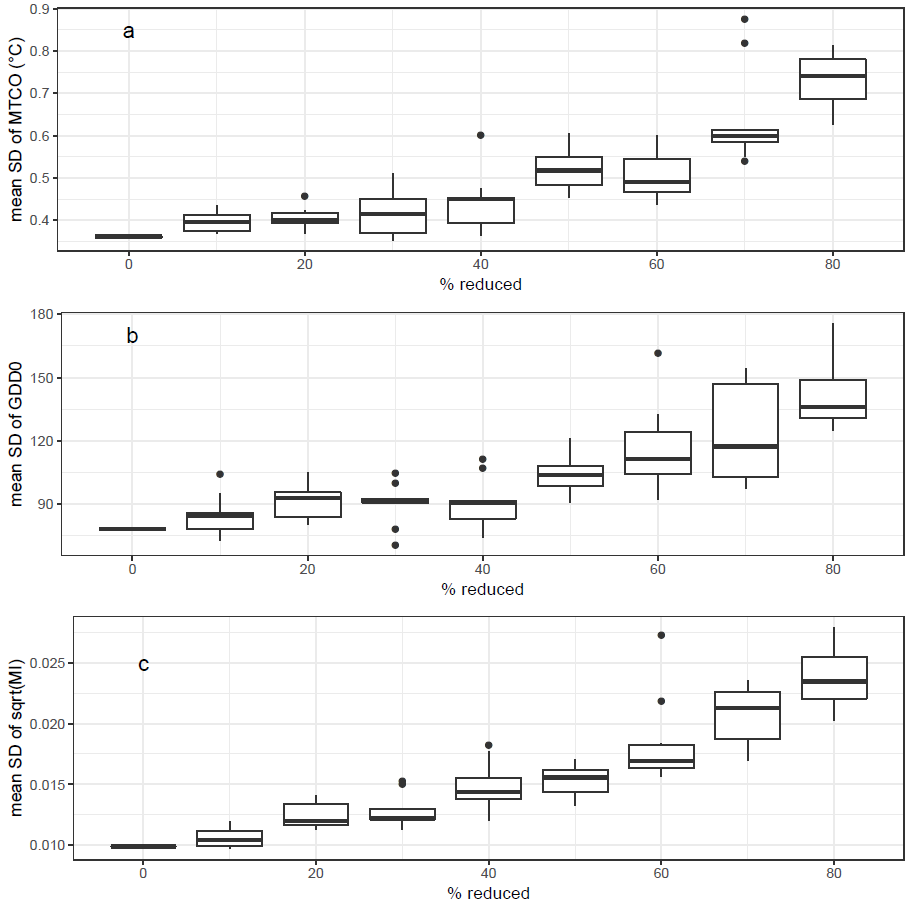 a
mean SD of MTCO (°C)
0.9
0.8
0.7
0.6
0.5
0.4
0 20 40 60 80
% reduced
b
mean SD of GDD0
180
150
120
90
0 20 40 60 80
% reduced
c
mean SD of sqrt(MI)
0.025
0.020
0.015
0.010
0 20 40 60 80
% reduced